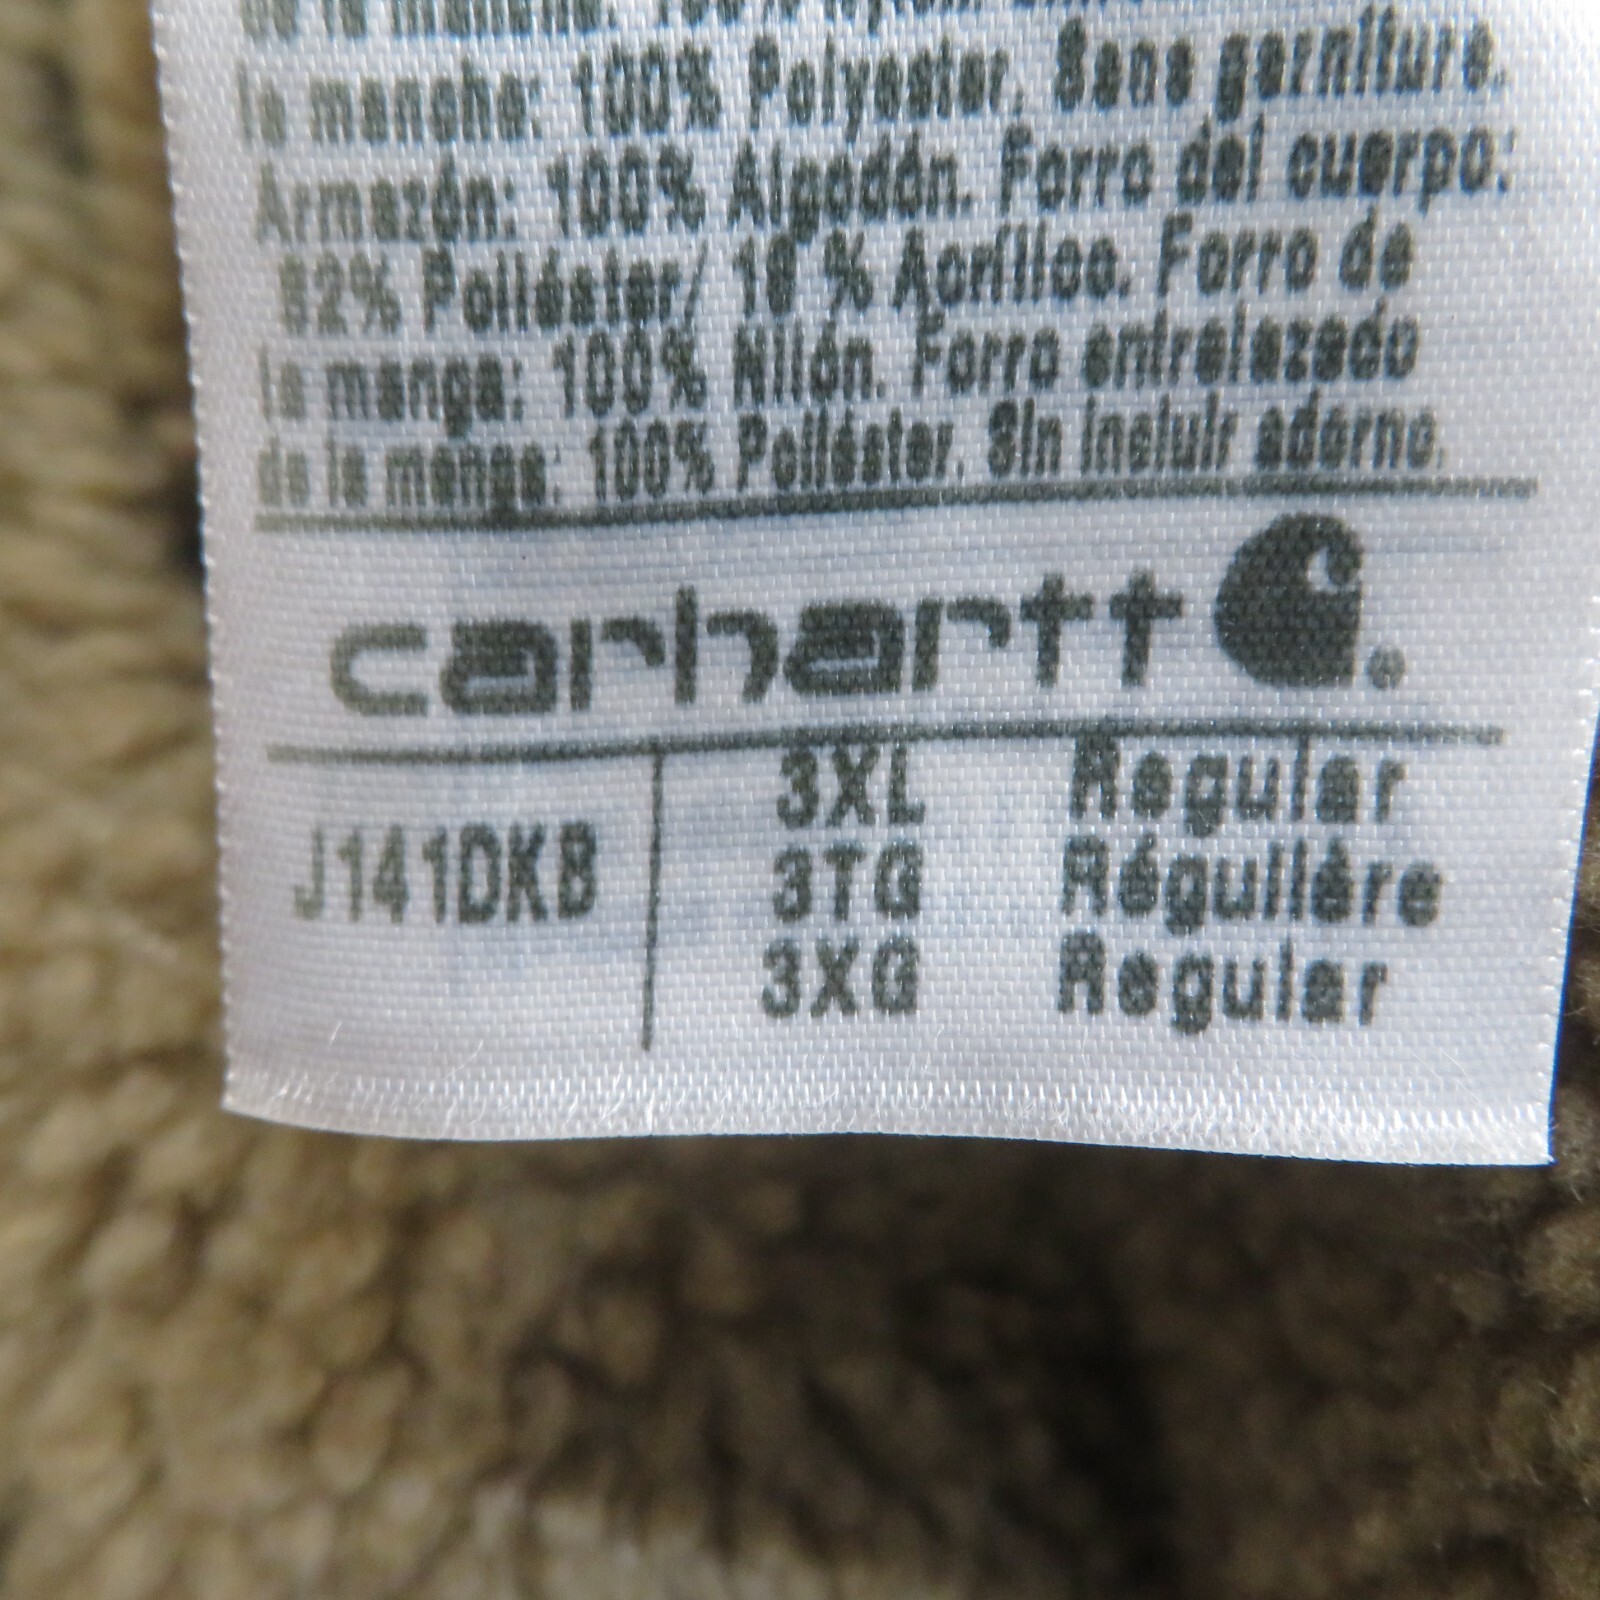 la manche: 100% Polyester. Sans garniture.
Armazón: 100% Algodón. Forro del cuerpo:
82% Poliéster/ 18 % Acrílico. Forro de
la manga: 100% Nilón. Forro entrelazado
de la manga: 100% Poliéster. Sin incluir adorno.
carhartt ®
J141DKB
3XL Regular
3TG Régulière
3XG Regular